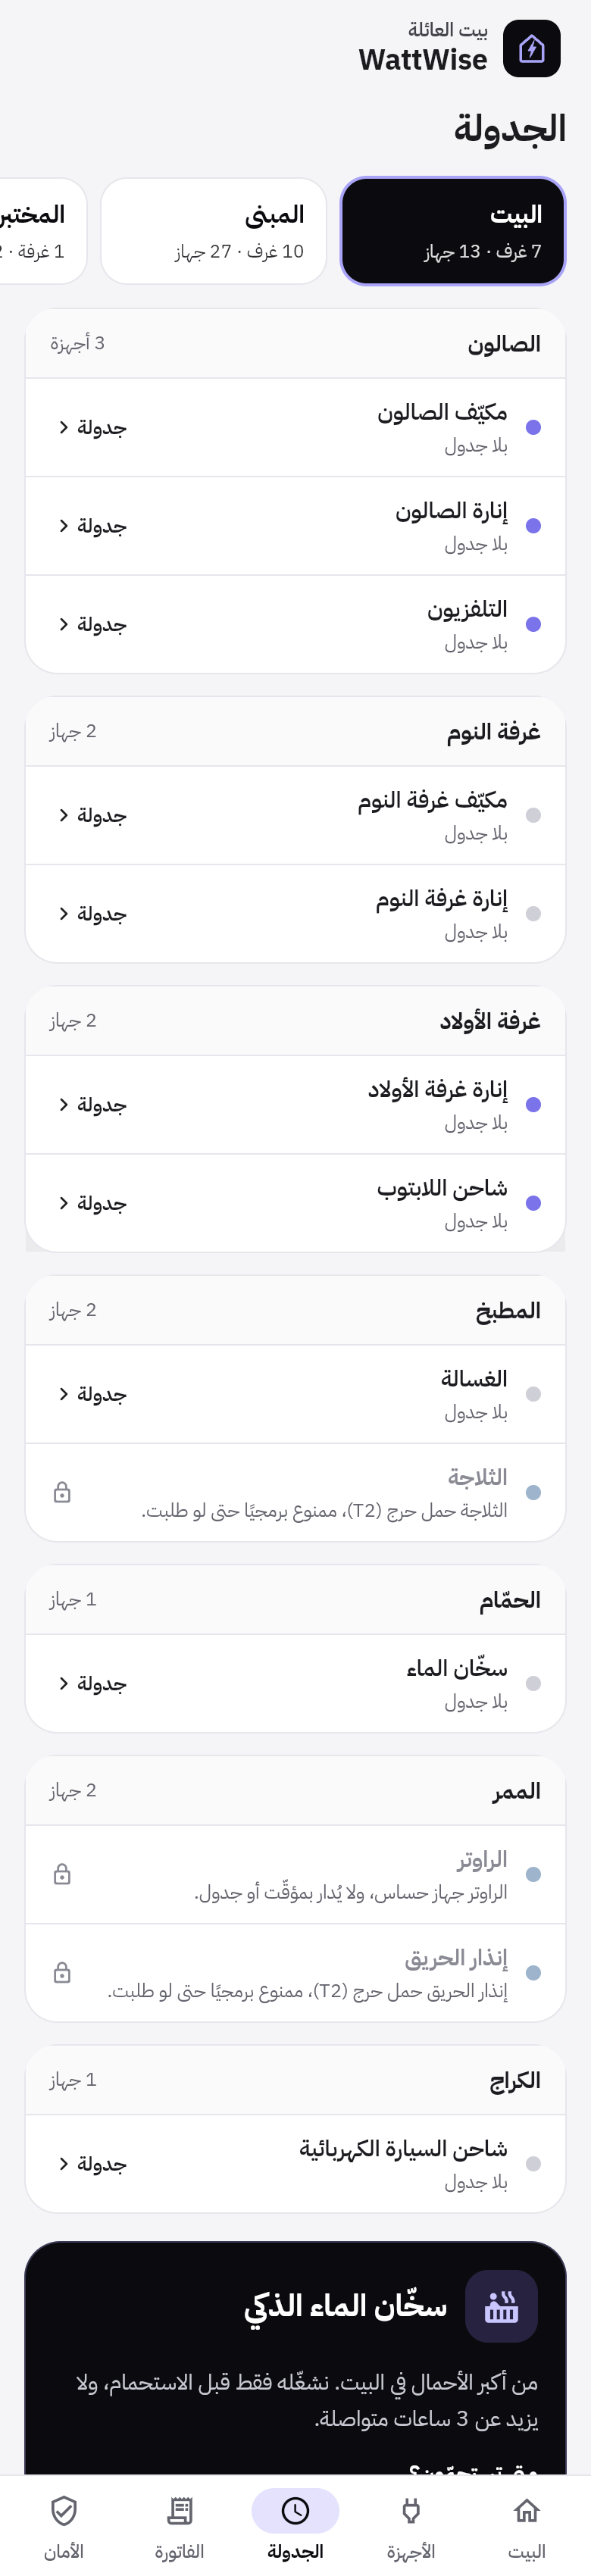 بيت العائلة
WattWise
الجدولة
البيت
7 غرف · 13 جهاز
المبنى
10 غرف · 27 جهاز
المختبر
1 غرفة ·
الصالون
3 أجهزة
مكيّف الصالون
بلا جدول
جدولة
إنارة الصالون
بلا جدول
جدولة
التلفزيون
بلا جدول
جدولة
غرفة النوم
2 جهاز
مكيّف غرفة النوم
بلا جدول
جدولة
إنارة غرفة النوم
بلا جدول
جدولة
غرفة الأولاد
2 جهاز
إنارة غرفة الأولاد
بلا جدول
جدولة
شاحن اللابتوب
بلا جدول
جدولة
المطبخ
2 جهاز
الغسالة
بلا جدول
جدولة
الثلاجة
الثلاجة حمل حرج (T2)، ممنوع برمجيًا حتى لو طلبت.
الحمّام
1 جهاز
سخّان الماء
بلا جدول
جدولة
الممر
2 جهاز
الراوتر
الراوتر جهاز حساس، ولا يُدار بمؤقّت أو جدول.
إنذار الحريق
إنذار الحريق حمل حرج (T2)، ممنوع برمجيًا حتى لو طلبت.
الكراج
1 جهاز
شاحن السيارة الكهربائية
بلا جدول
جدولة
سخّان الماء الذكي
من أكبر الأحمال في البيت. نشغّله فقط قبل الاستحمام، ولا
يزيد عن 3 ساعات متواصلة.
البيت
الأجهزة
الجدولة
الفاتورة
الأمان